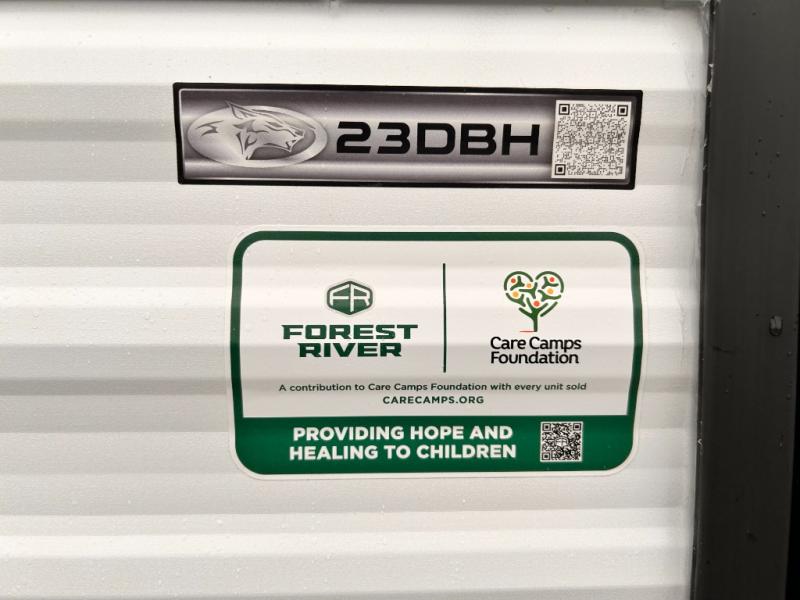 23DBH
FR
FOREST
RIVER
Care Camps
Foundation
A contribution to Care Camps Foundation with every unit sold
CARECAMPS.ORG
PROVIDING HOPE AND
HEALING TO CHILDREN